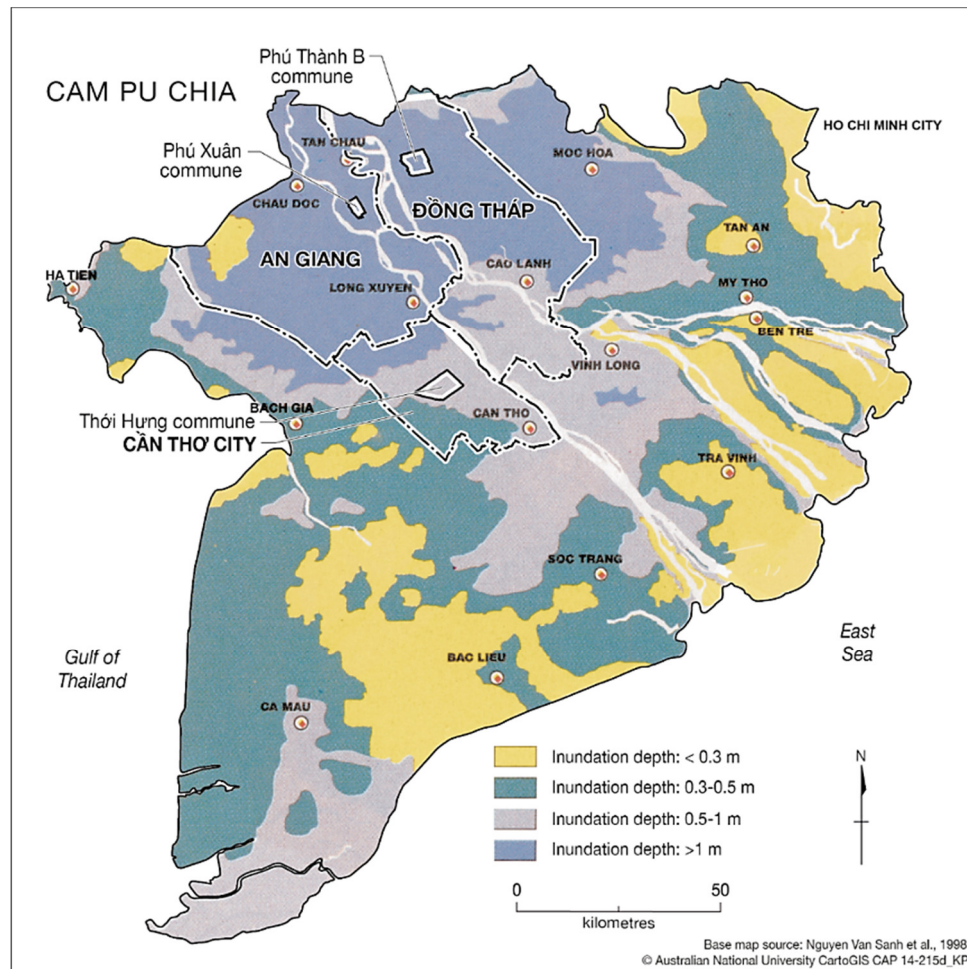 Phú Thành B
commune
CAM PU CHIA
HO CHI MINH CITY
TAN CHAU
MOC HOA
Phú Xuân
commune
CHAU DOC
ĐỒNG THÁP
TAN AN
AN GIANG
CAO LANH
HA TIEN
LONG XUYEN
MY THO
BEN TRE
VINH LONG
BACH GIA
Thới Hưng commune
CAN THO
CẦN THƠ CITY
TRA VINH
SOC TRANG
East
Sea
Gulf of
Thailand
BAC LIEU
CA MAU
Inundation depth: < 0.3 m
Inundation depth: 0.3-0.5 m
Inundation depth: 0.5-1 m
Inundation depth: >1 m
N
0 50
kilometres
Base map source: Nguyen Van Sanh et al., 1998
© Australian National University CartoGIS CAP 14-215d_KP